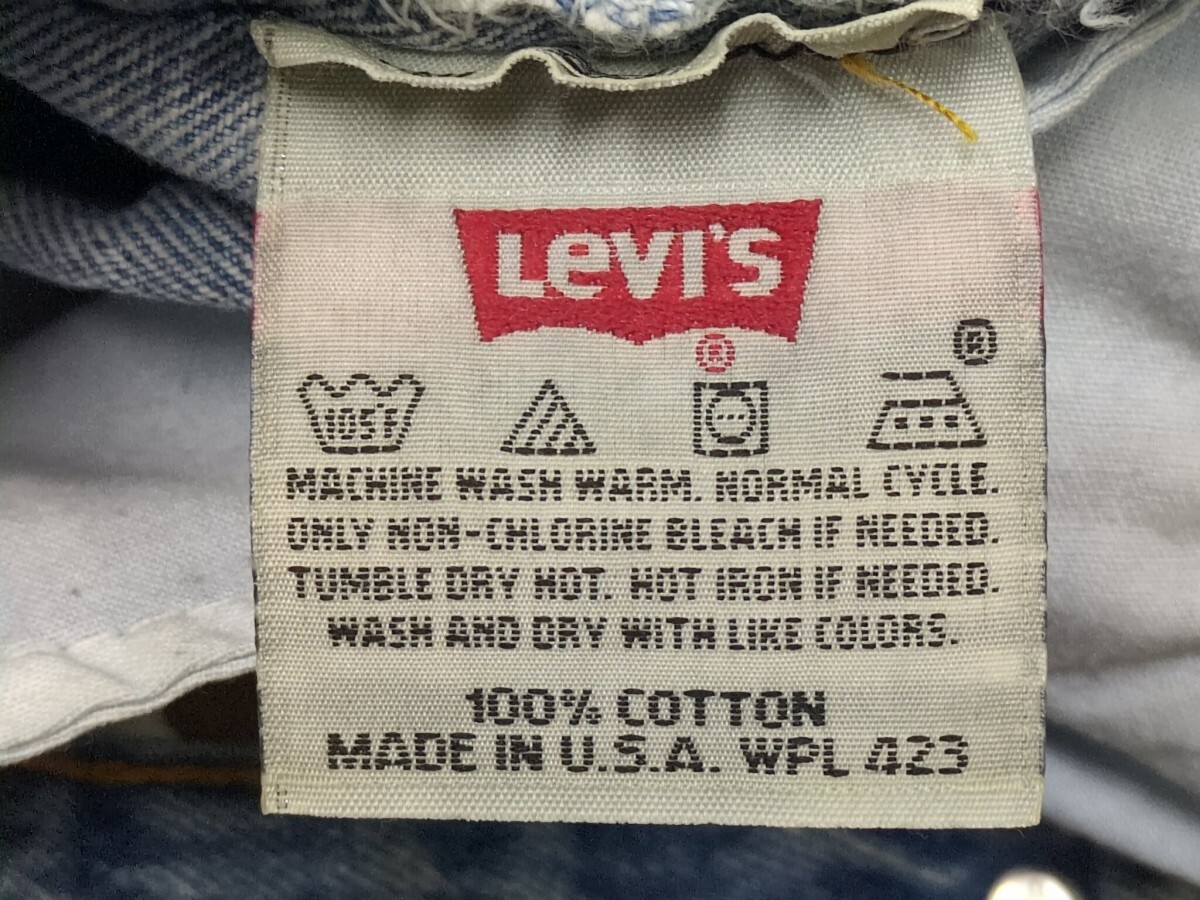 LEVI'S
®
®
105°F
MACHINE WASH WARM. NORMAL CYCLE.
ONLY NON-CHLORINE BLEACH IF NEEDED.
TUMBLE DRY HOT. HOT IRON IF NEEDED.
WASH AND DRY WITH LIKE COLORS.
100% COTTON
MADE IN U.S.A. WPL 423